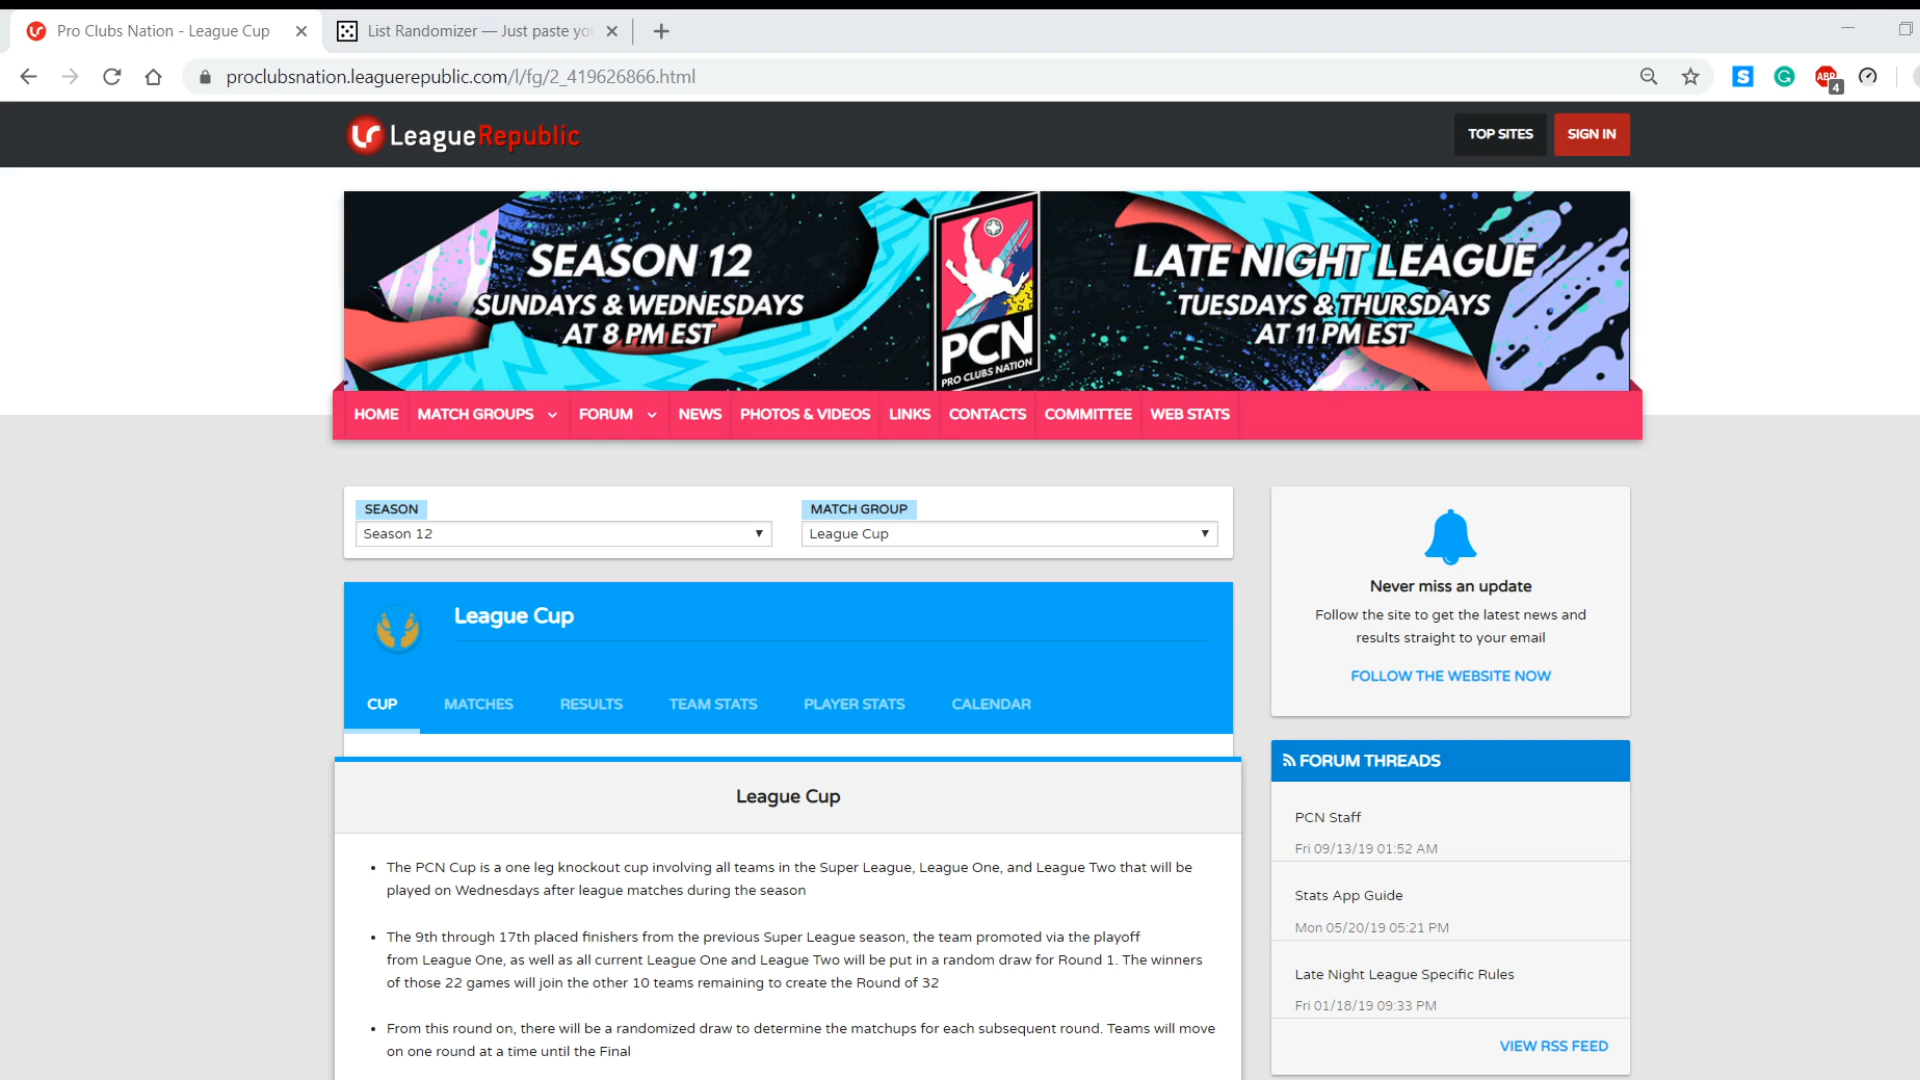 Pro Clubs Nation - League Cup
List Randomizer — Just paste yo
proclubsnation.leaguerepublic.com/l/fg/2_419626866.html
S
G
ABP
4
LeagueRepublic
TOP SITES
SIGN IN
SEASON 12
SUNDAYS & WEDNESDAYS
AT 8 PM EST
PCN
PRO CLUBS NATION
LATE NIGHT LEAGUE
TUESDAYS & THURSDAYS
AT 11 PM EST
HOME MATCH GROUPS FORUM NEWS PHOTOS & VIDEOS LINKS CONTACTS COMMITTEE WEB STATS
SEASON
Season 12
MATCH GROUP
League Cup
League Cup
CUP MATCHES RESULTS TEAM STATS PLAYER STATS CALENDAR
League Cup
• The PCN Cup is a one leg knockout cup involving all teams in the Super League, League One, and League Two that will be
played on Wednesdays after league matches during the season
• The 9th through 17th placed finishers from the previous Super League season, the team promoted via the playoff
from League One, as well as all current League One and League Two will be put in a random draw for Round 1. The winners
of those 22 games will join the other 10 teams remaining to create the Round of 32
• From this round on, there will be a randomized draw to determine the matchups for each subsequent round. Teams will move
on one round at a time until the Final
Never miss an update
Follow the site to get the latest news and
results straight to your email
FOLLOW THE WEBSITE NOW
FORUM THREADS
PCN Staff
Fri 09/13/19 01:52 AM
Stats App Guide
Mon 05/20/19 05:21 PM
Late Night League Specific Rules
Fri 01/18/19 09:33 PM
VIEW RSS FEED